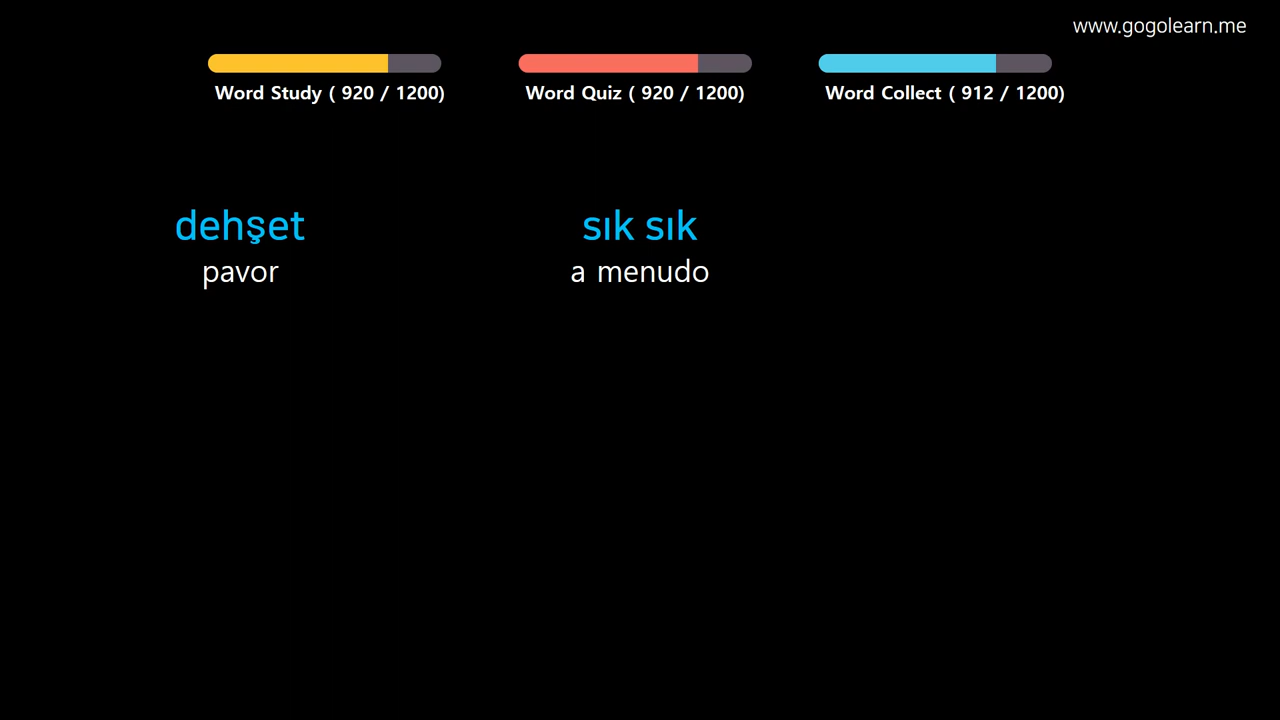 www.gogolearn.me
Word Study ( 920 / 1200)
Word Quiz ( 920 / 1200)
Word Collect ( 912 / 1200)
dehşet
pavor
sık sık
a menudo